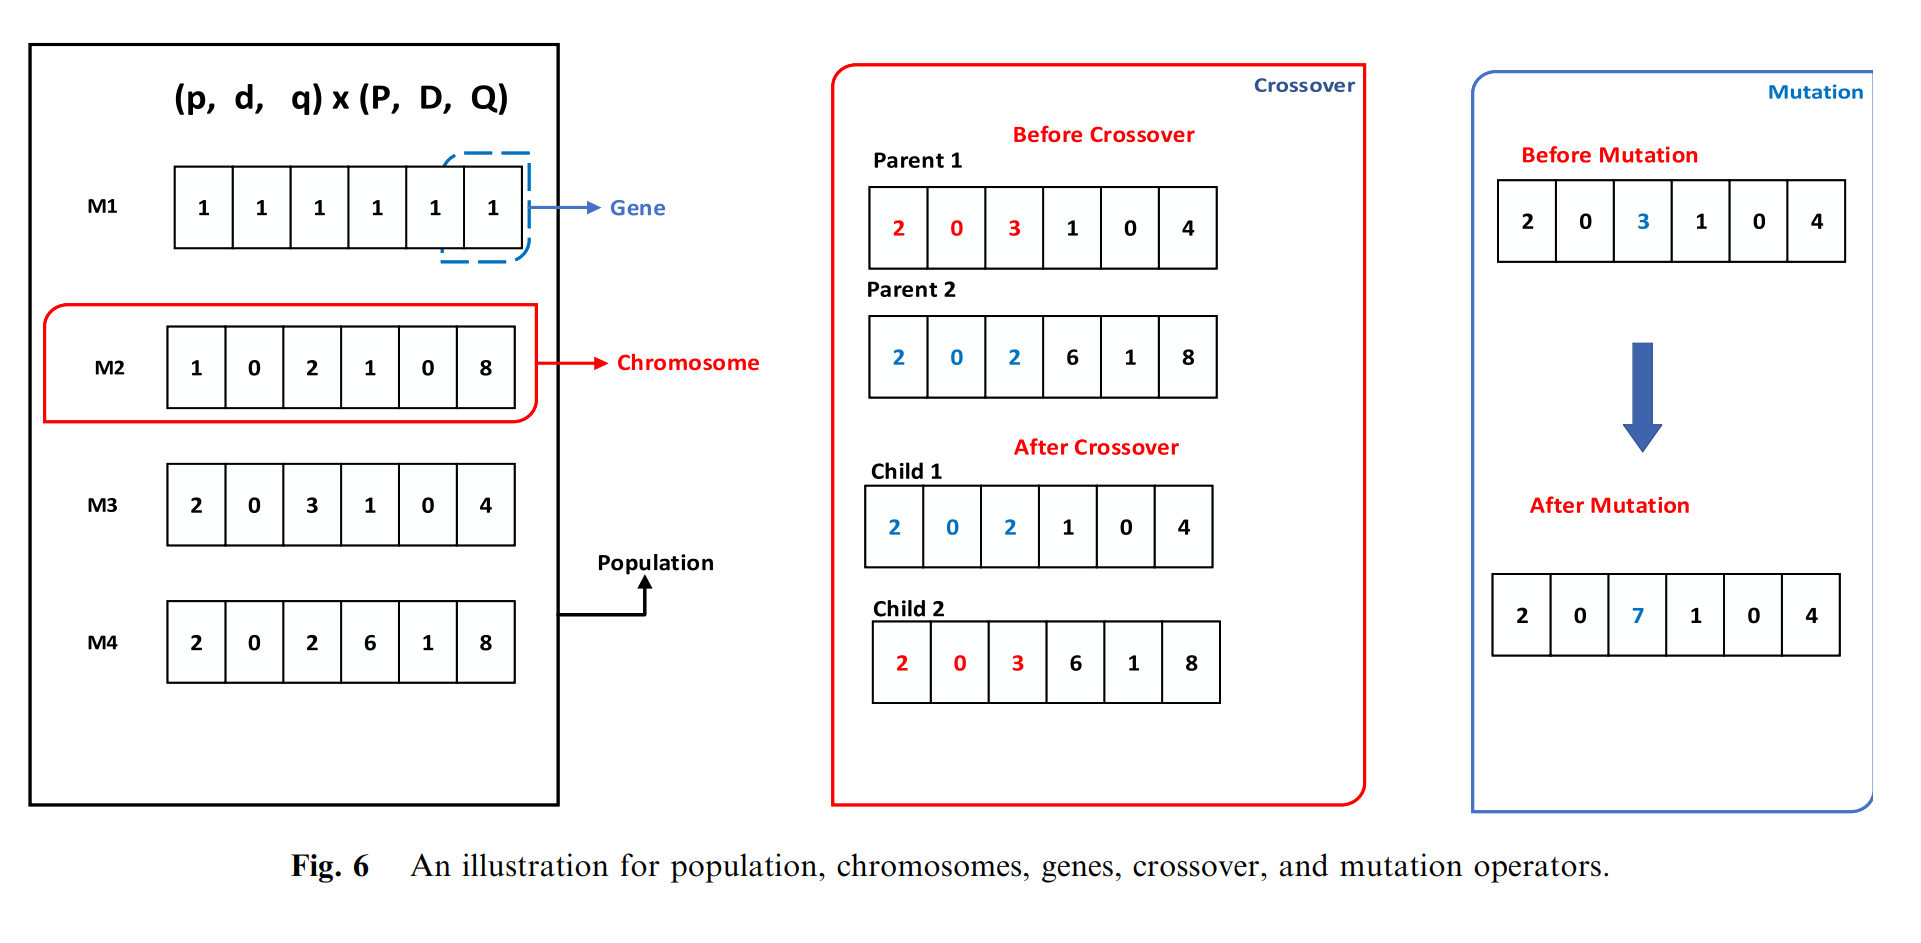 (p, d, q) x (P, D, Q)
M1 1 1 1 1 1 1
Gene
M2 1 0 2 1 0 8
Chromosome
M3 2 0 3 1 0 4
Population
M4 2 0 2 6 1 8
Crossover
Before Crossover
Parent 1
2 0 3 1 0 4
Parent 2
2 0 2 6 1 8
After Crossover
Child 1
2 0 2 1 0 4
Child 2
2 0 3 6 1 8
Mutation
Before Mutation
2 0 3 1 0 4
After Mutation
2 0 7 1 0 4
Fig. 6 An illustration for population, chromosomes, genes, crossover, and mutation operators.